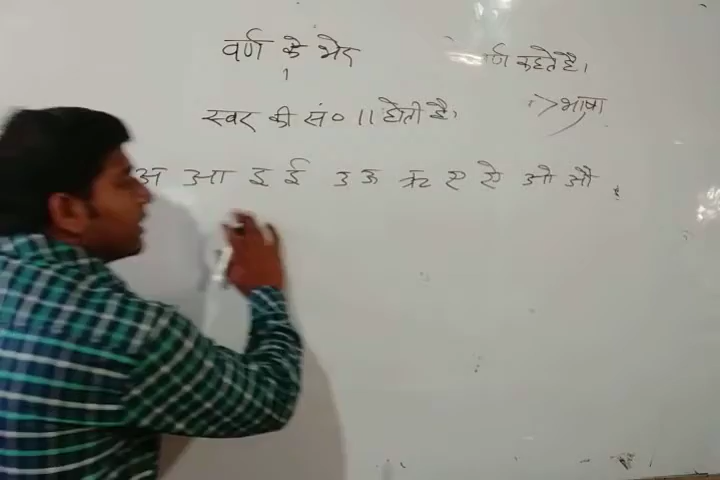 वर्ण के भेद
र्ण कहते है।
स्वर की सं० 11 होती है।
-> भाषा
अ आ इ ई उ ऊ ऋ ए ऐ ओ औ